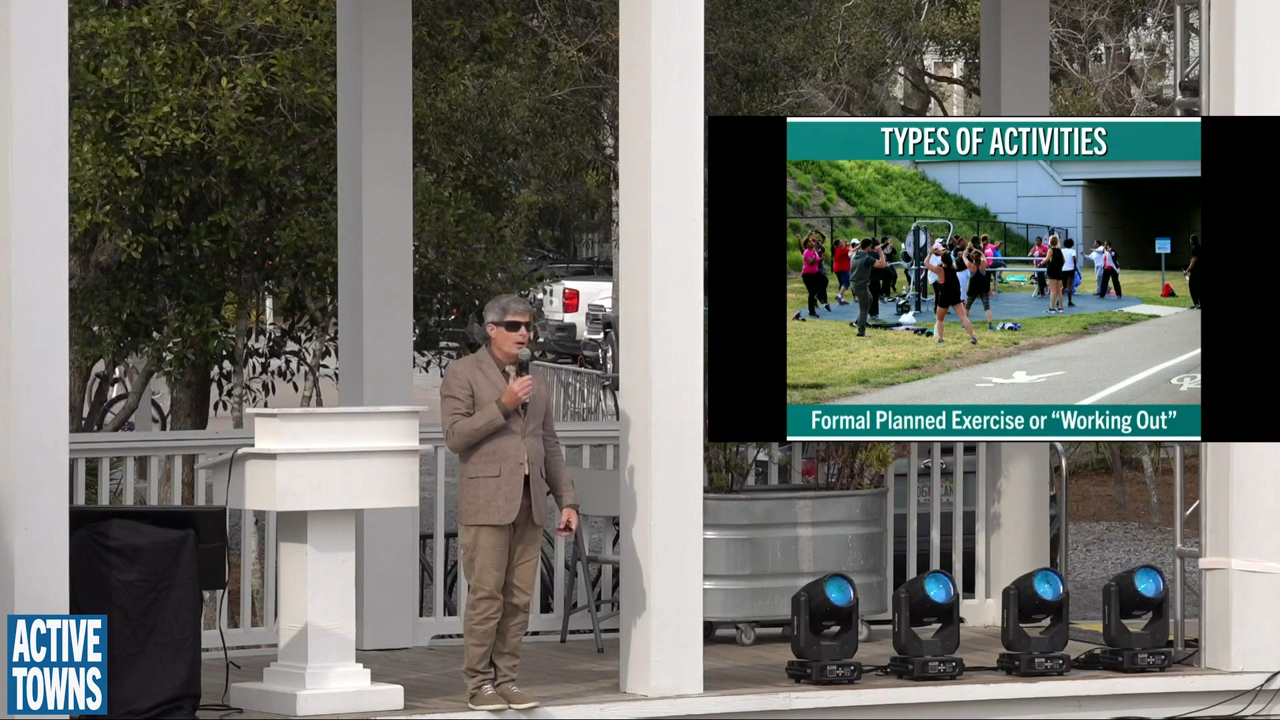 TYPES OF ACTIVITIES
Formal Planned Exercise or “Working Out”
ACTIVE
TOWNS